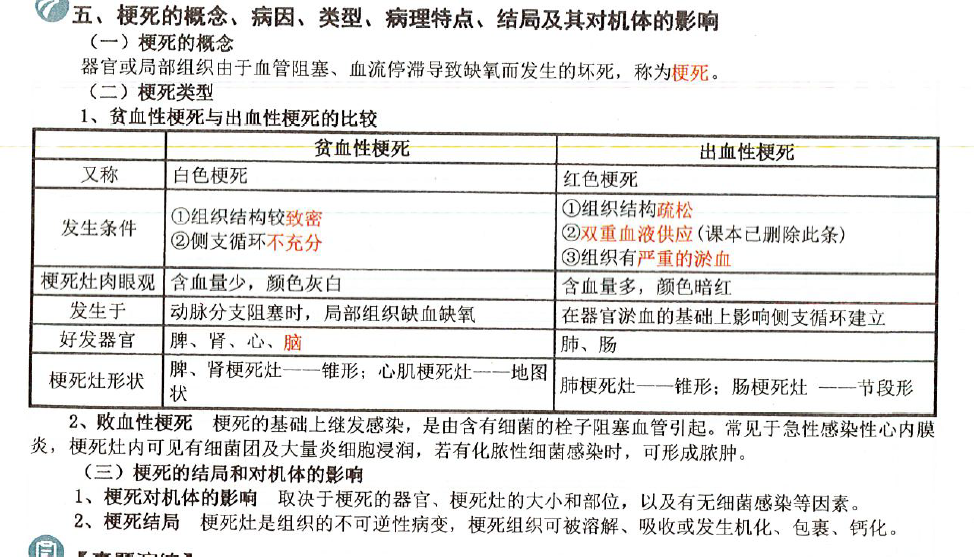 五、梗死的概念、病因、类型、病理特点、结局及其对机体的影响
（一）梗死的概念
器官或局部组织由于血管阻塞、血流停滞导致缺氧而发生的坏死，称为梗死。
（二）梗死类型
1、贫血性梗死与出血性梗死的比较
贫血性梗死 出血性梗死
又称 白色梗死 红色梗死
发生条件 ①组织结构较致密 ②侧支循环不充分 ①组织结构疏松 ②双重血液供应(课本已删除此条) ③组织有严重的淤血
梗死灶肉眼观 含血量少，颜色灰白 含血量多，颜色暗红
发生于 动脉分支阻塞时，局部组织缺血缺氧 在器官淤血的基础上影响侧支循环建立
好发器官 脾、肾、心、脑 肺、肠
梗死灶形状 脾、肾梗死灶——锥形；心肌梗死灶——地图状 肺梗死灶——锥形；肠梗死灶 ——节段形
2、败血性梗死 梗死的基础上继发感染，是由含有细菌的栓子阻塞血管引起。常见于急性感染性心内膜
炎，梗死灶内可见有细菌团及大量炎细胞浸润，若有化脓性细菌感染时，可形成脓肿。
（三）梗死的结局和对机体的影响
1、梗死对机体的影响 取决于梗死的器官、梗死灶的大小和部位，以及有无细菌感染等因素。
2、梗死结局 梗死灶是组织的不可逆性病变，梗死组织可被溶解、吸收或发生机化、包裹、钙化。